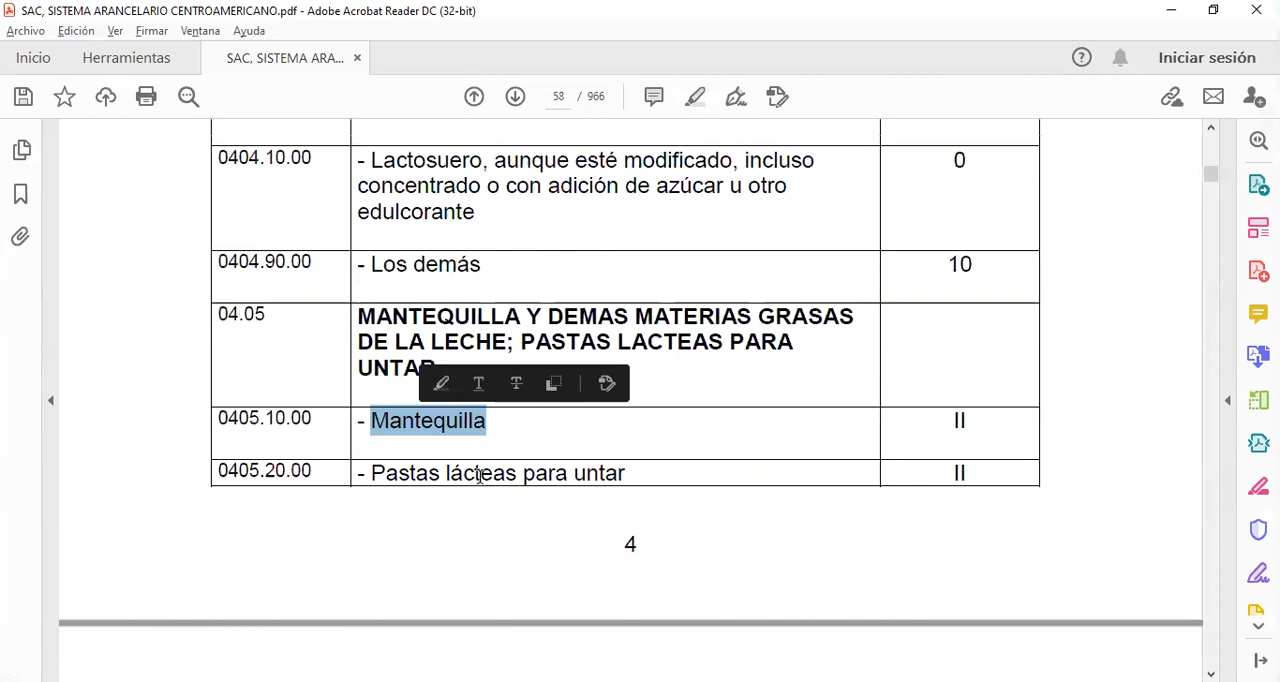 SAC, SISTEMA ARANCELARIO CENTROAMERICANO.pdf - Adobe Acrobat Reader DC (32-bit)
Archivo Edición Ver Firmar Ventana Ayuda
Inicio Herramientas SAC, SISTEMA ARA... × Iniciar sesión
58 / 966
0404.10.00 - Lactosuero, aunque esté modificado, incluso 0
concentrado o con adición de azúcar u otro
edulcorante
0404.90.00 - Los demás 10
04.05 MANTEQUILLA Y DEMAS MATERIAS GRASAS
DE LA LECHE; PASTAS LACTEAS PARA
UNTAR
0405.10.00 - Mantequilla II
0405.20.00 - Pastas lácteas para untar II
4